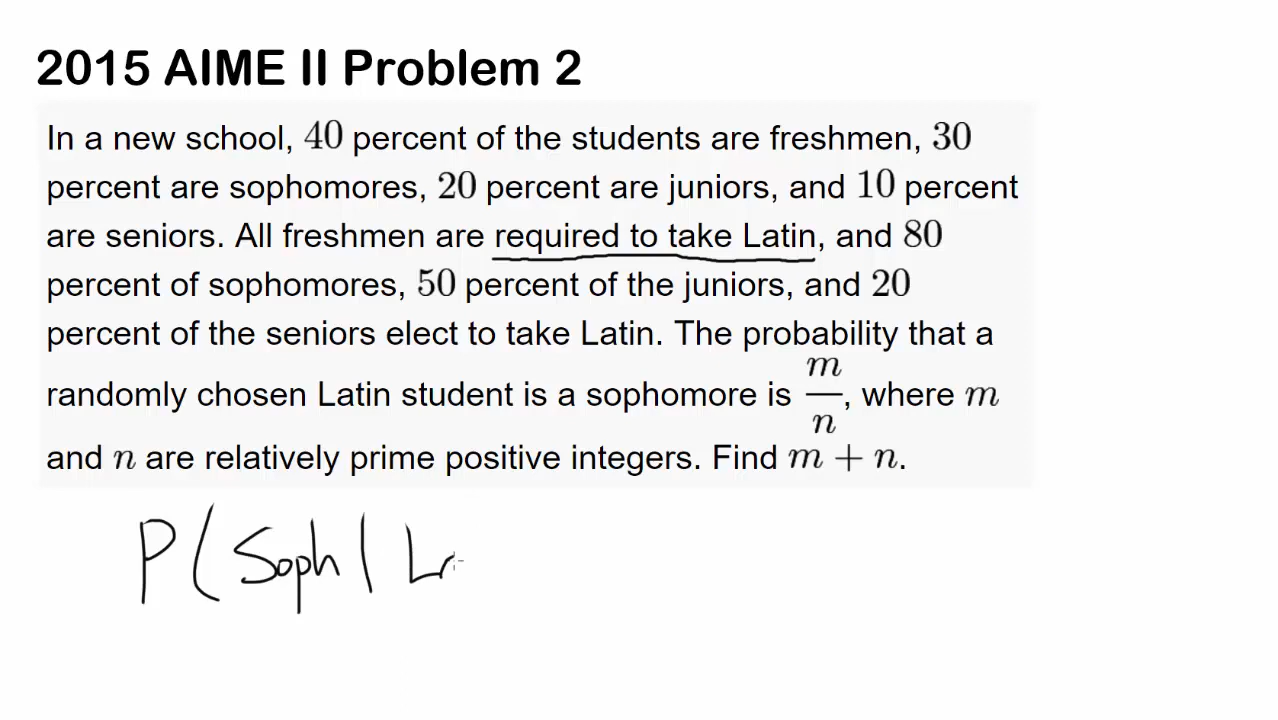 2015 AIME II Problem 2
In a new school, 40 percent of the students are freshmen, 30
percent are sophomores, 20 percent are juniors, and 10 percent
are seniors. All freshmen are required to take Latin, and 80
percent of sophomores, 50 percent of the juniors, and 20
percent of the seniors elect to take Latin. The probability that a
randomly chosen Latin student is a sophomore is m/n, where m
and n are relatively prime positive integers. Find m + n.
P(Soph | La